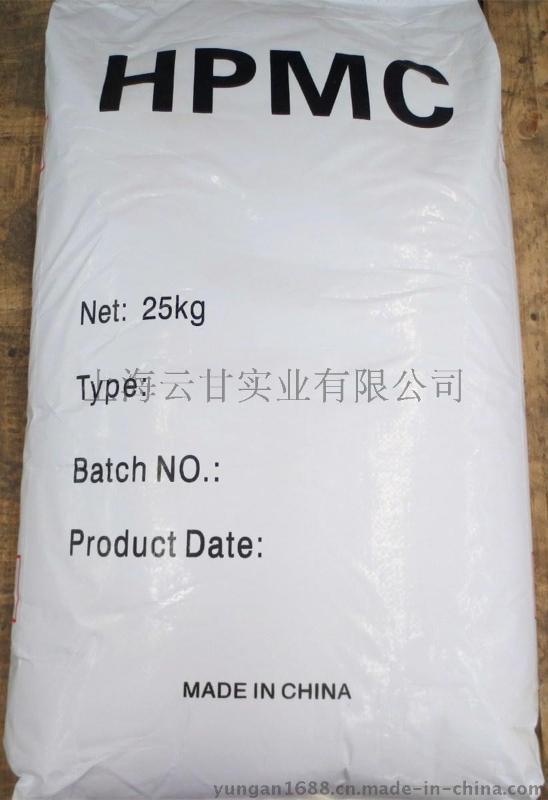 HPMC
Net: 25kg
Type:
上海云甘实业有限公司
Batch NO.:
Product Date:
MADE IN CHINA
yungan1688.cn.made-in-china.com